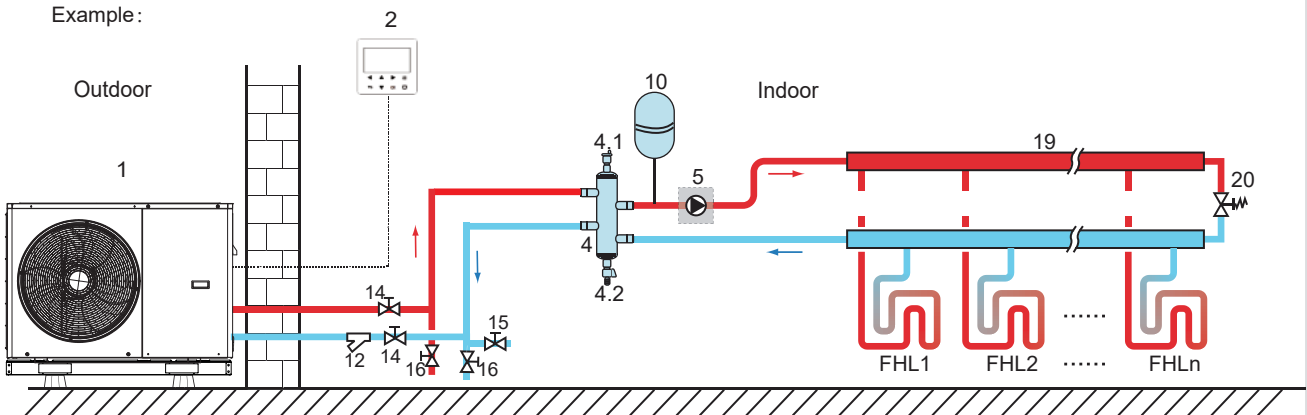 Example:
2
Outdoor
10
Indoor
4.1
19
1
5
20
4
4.2
14
15
12
14
16
16
FHL1
FHL2
......
......
FHLn